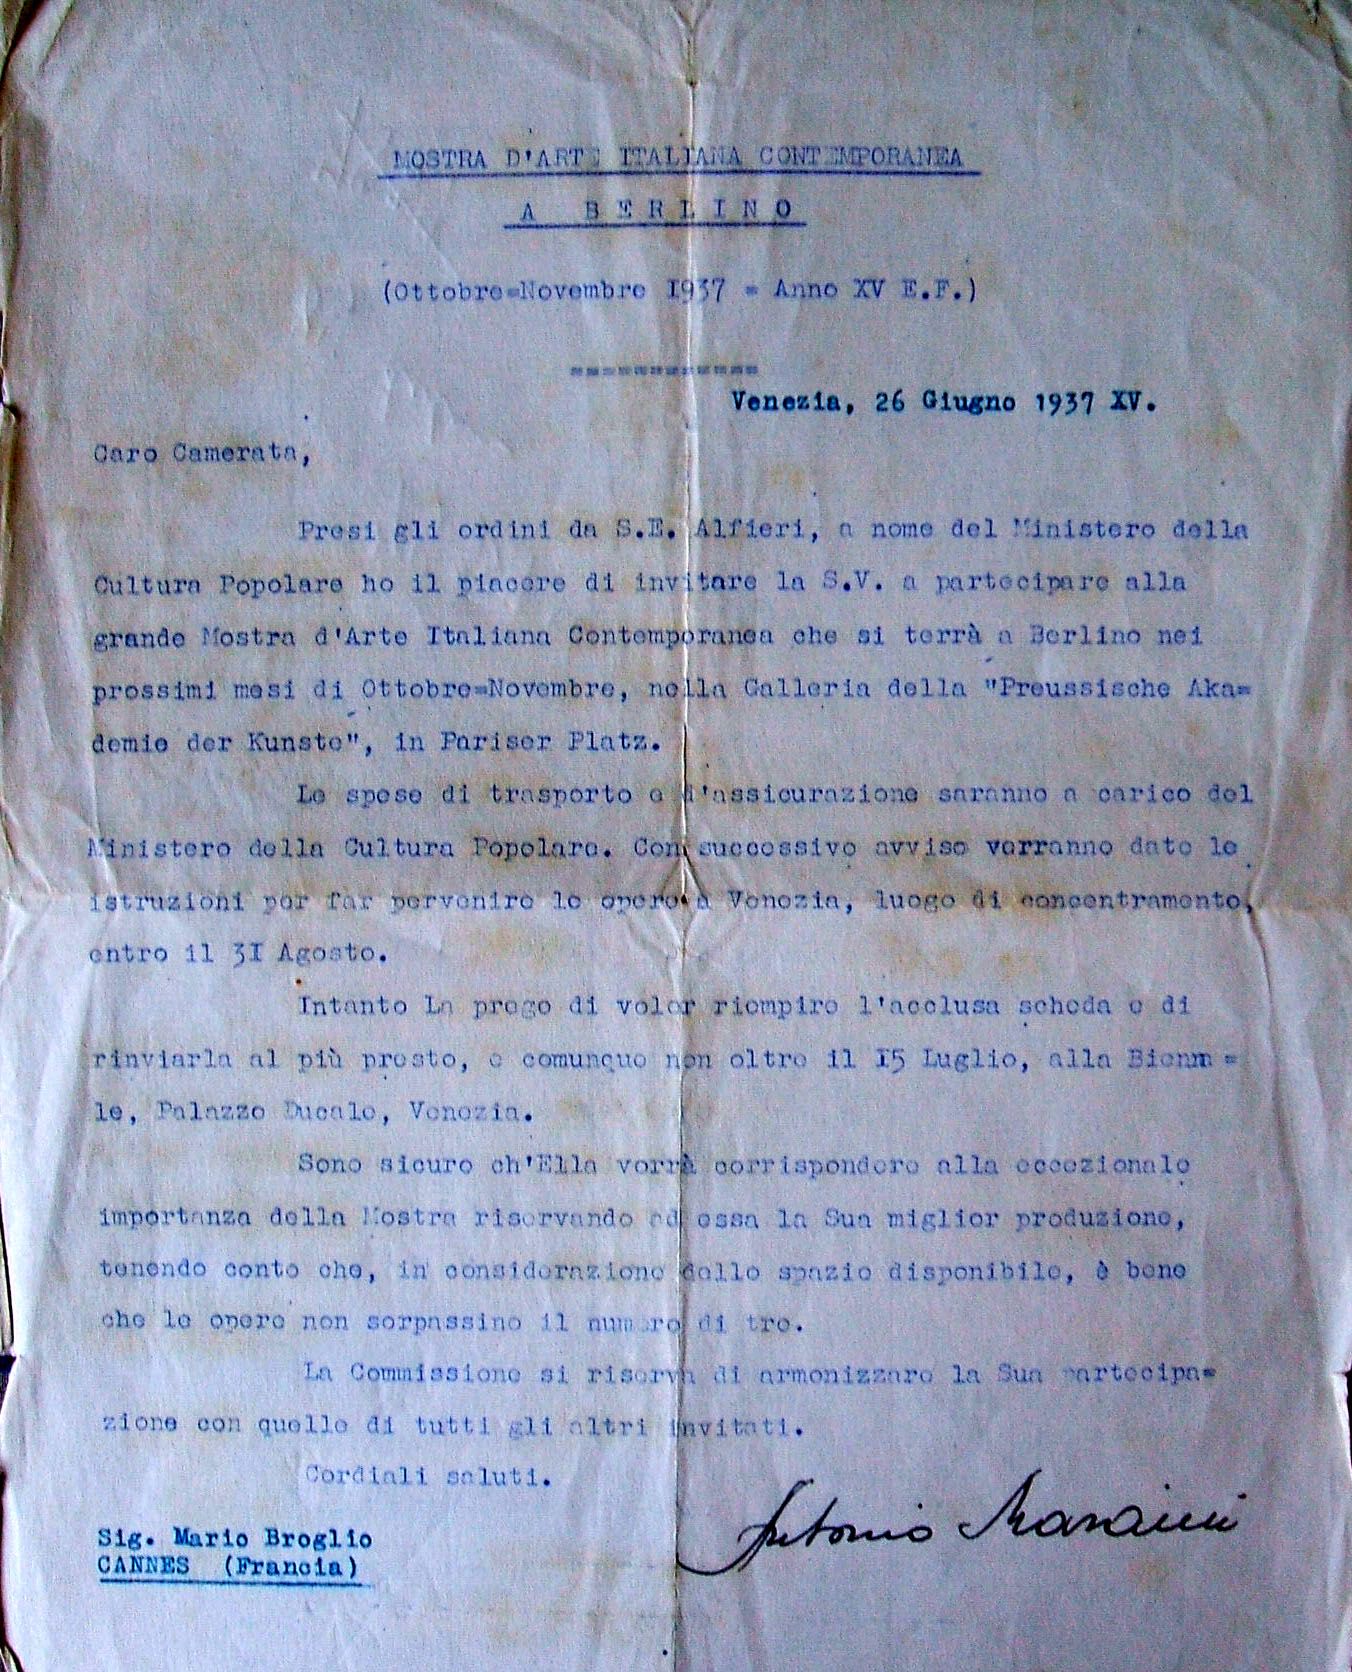 MOSTRA D'ARTE ITALIANA CONTEMPORANEA
A BERLINO
(Ottobre=Novembre 1937 = Anno XV E.F.)
=============
Venezia, 26 Giugno 1937 XV.
Caro Camerata,
Presi gli ordini da S.E. Alfieri, a nome del Ministero della
Cultura Popolare ho il piacere di invitare la S.V. a partecipare alla
grande Mostra d'Arte Italiana Contemporanea che si terrà a Berlino nei
prossimi mesi di Ottobre=Novembre, nella Galleria della "Preussische Aka=
demie der Kunste", in Pariser Platz.
Le spese di trasporto e d'assicurazione saranno a carico del
Ministero della Cultura Popolare. Con successivo avviso verranno date le
istruzioni per far pervenire le opere a Venezia, luogo di concentramento,
entro il 31 Agosto.
Intanto La prego di voler riempire l'acclusa scheda e di
rinviarla al più presto, e comunque non oltre il 15 Luglio, alla Bienna=
le, Palazzo Ducale, Venezia.
Sono sicuro ch'Ella vorrà corrispondere alla eccezionale
importanza della Mostra riservando ad essa la Sua miglior produzione,
tenendo conto che, in considerazione dello spazio disponibile, è bene
che le opere non sorpassino il numero di tre.
La Commissione si riserva di armonizzare la Sua partecipa=
zione con quelle di tutti gli altri invitati.
Cordiali saluti.
Antonio Maraini
Sig. Mario Broglio
CANNES (Francia)